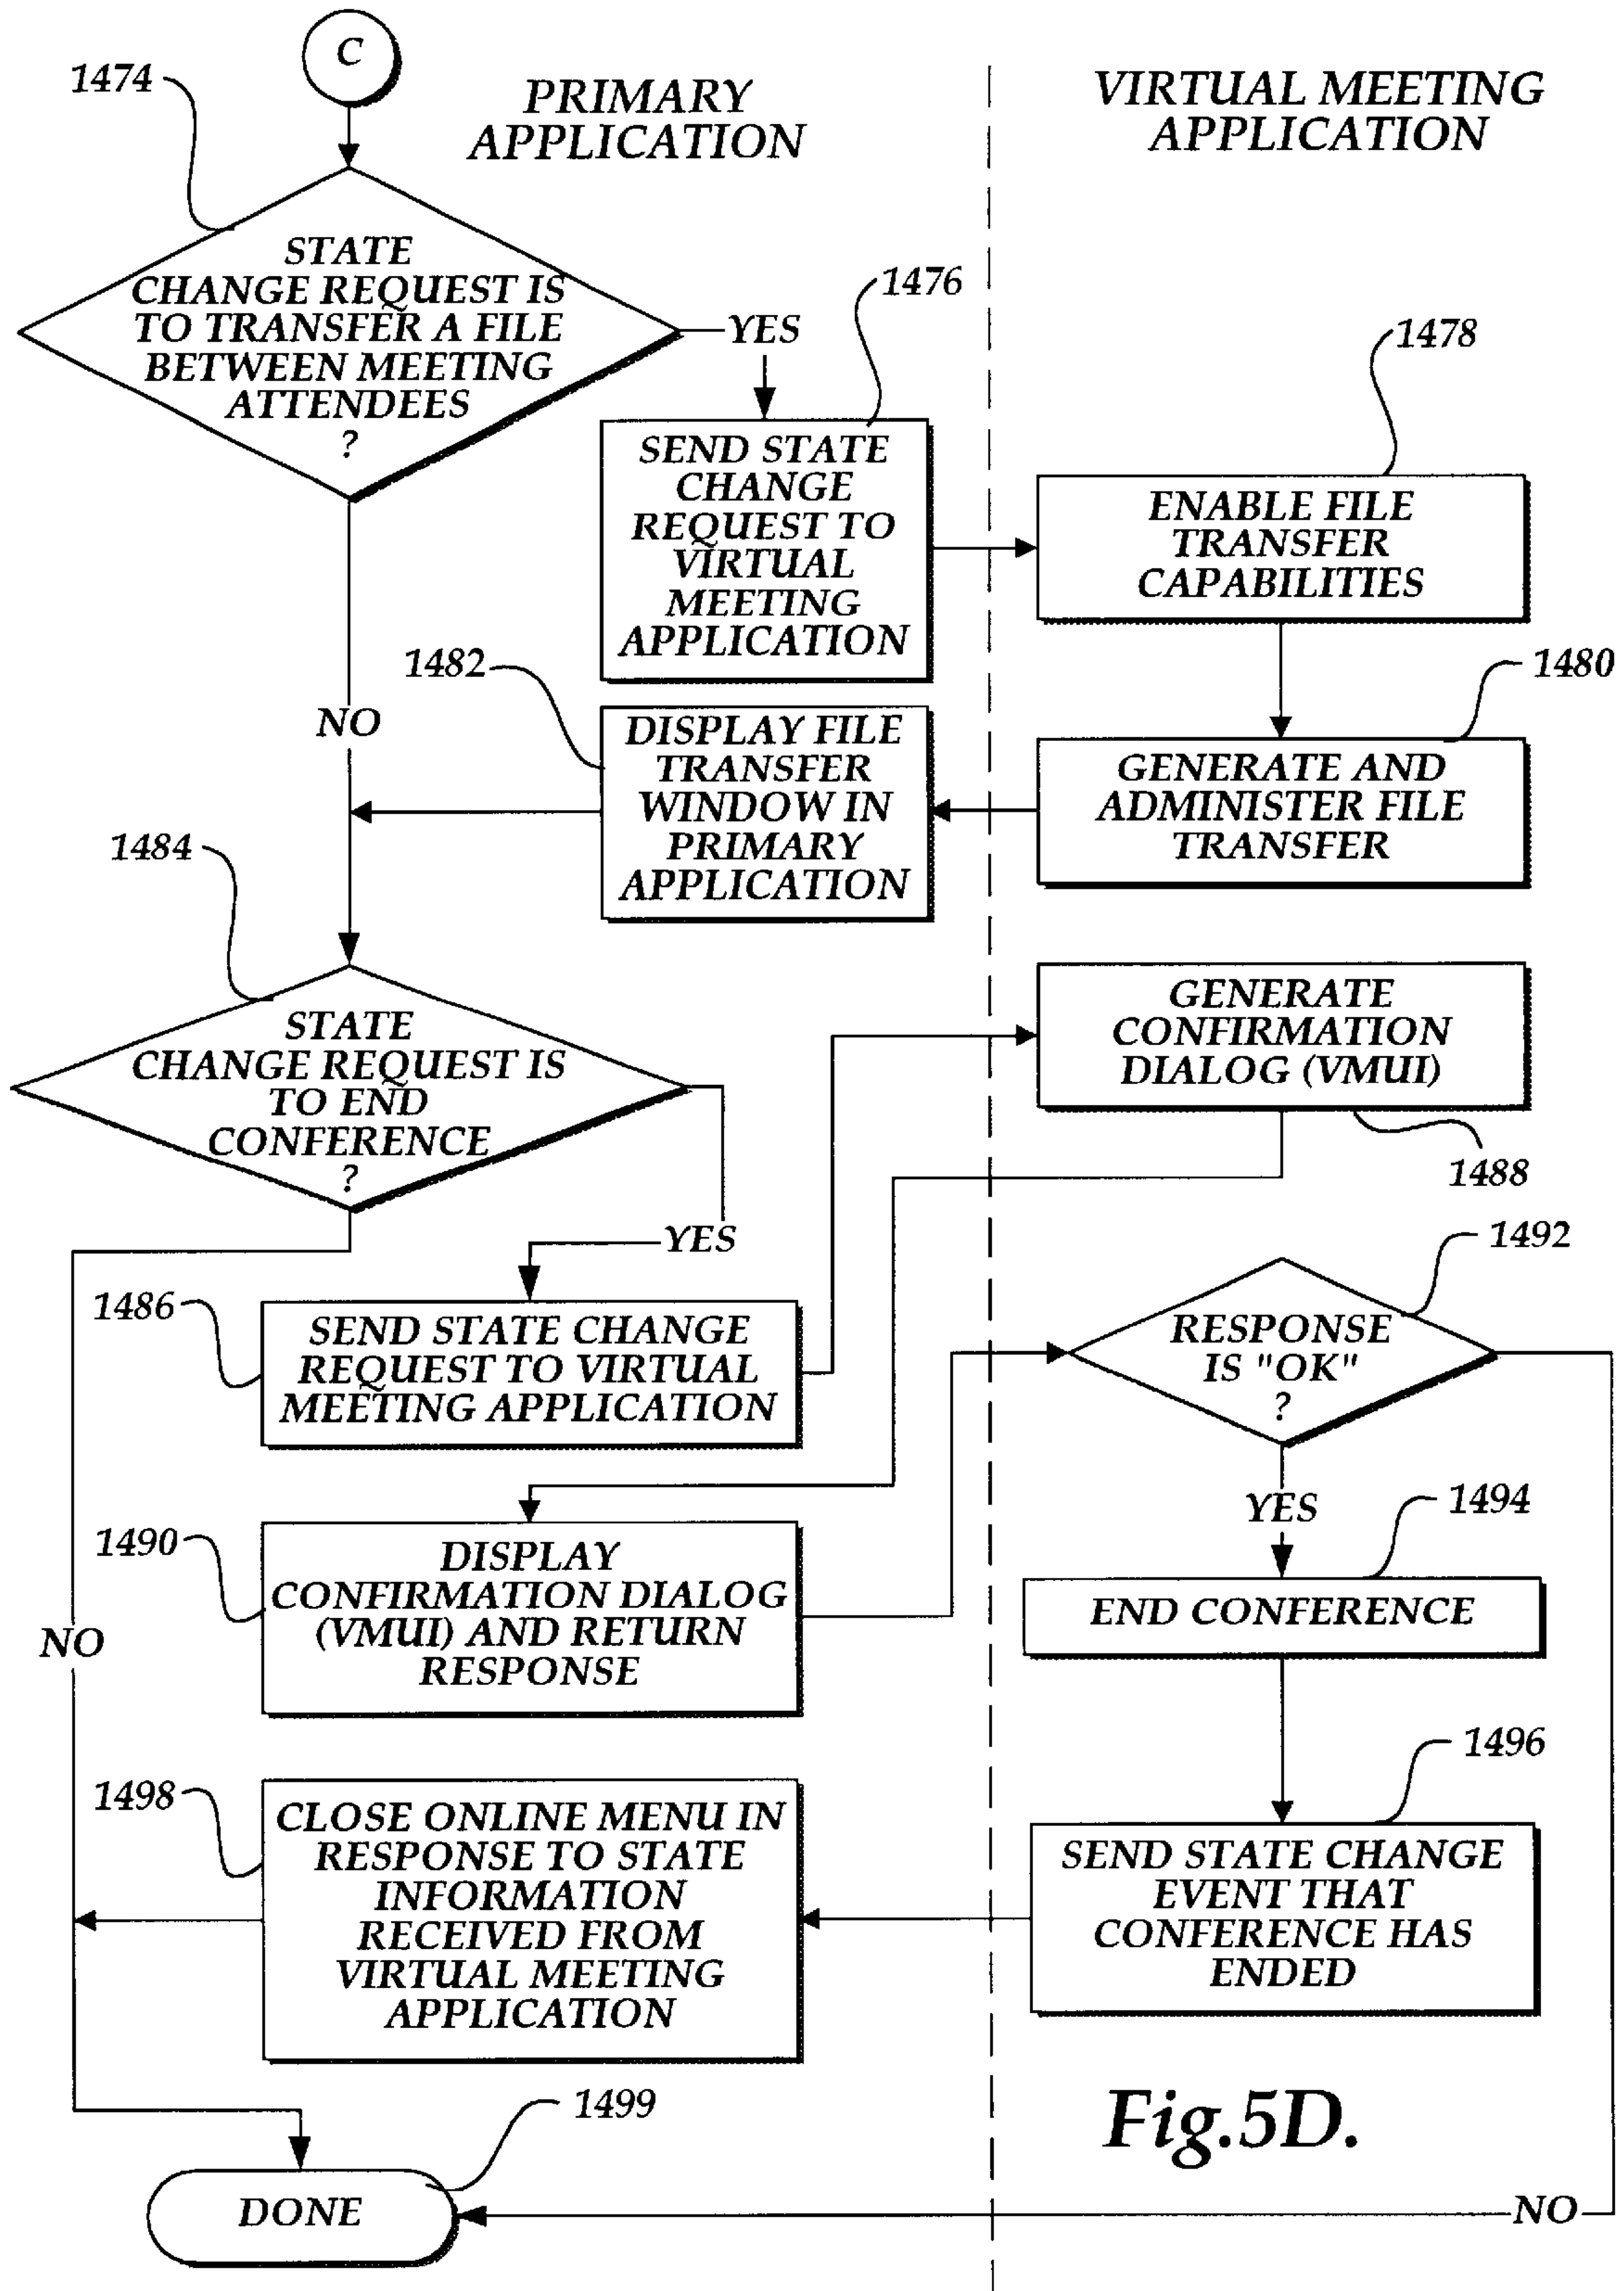 C
1474
PRIMARY
APPLICATION
VIRTUAL MEETING
APPLICATION
STATE
CHANGE REQUEST IS
TO TRANSFER A FILE
BETWEEN MEETING
ATTENDEES
?
YES
1476
SEND STATE
CHANGE
REQUEST TO
VIRTUAL
MEETING
APPLICATION
1478
ENABLE FILE
TRANSFER
CAPABILITIES
1480
GENERATE AND
ADMINISTER FILE
TRANSFER
1482
DISPLAY FILE
TRANSFER
WINDOW IN
PRIMARY
APPLICATION
NO
1484
STATE
CHANGE REQUEST IS
TO END
CONFERENCE
?
YES
GENERATE
CONFIRMATION
DIALOG (VMUI)
1488
1486
SEND STATE CHANGE
REQUEST TO VIRTUAL
MEETING APPLICATION
1492
RESPONSE
IS "OK"
?
YES
1490
DISPLAY
CONFIRMATION DIALOG
(VMUI) AND RETURN
RESPONSE
1494
END CONFERENCE
NO
1496
SEND STATE CHANGE
EVENT THAT
CONFERENCE HAS
ENDED
1498
CLOSE ONLINE MENU IN
RESPONSE TO STATE
INFORMATION
RECEIVED FROM
VIRTUAL MEETING
APPLICATION
1499
DONE
NO
Fig.5D.